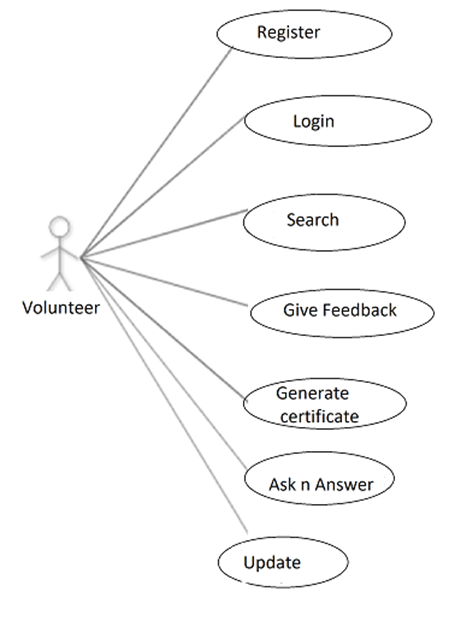 Register
Login
Search
Volunteer
Give Feedback
Generate
certificate
Ask n Answer
Update